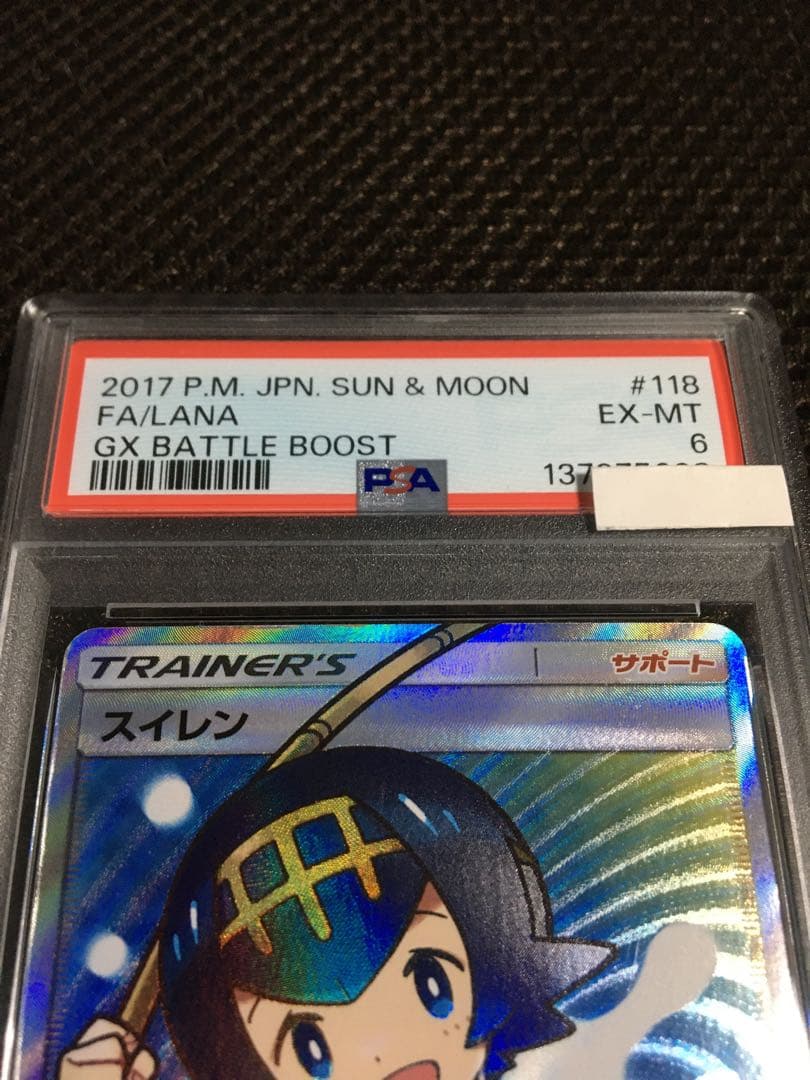 2017 P.M. JPN. SUN & MOON #118
FA/LANA EX-MT
GX BATTLE BOOST 6
PSA
TRAINER'S サポート
スイレン